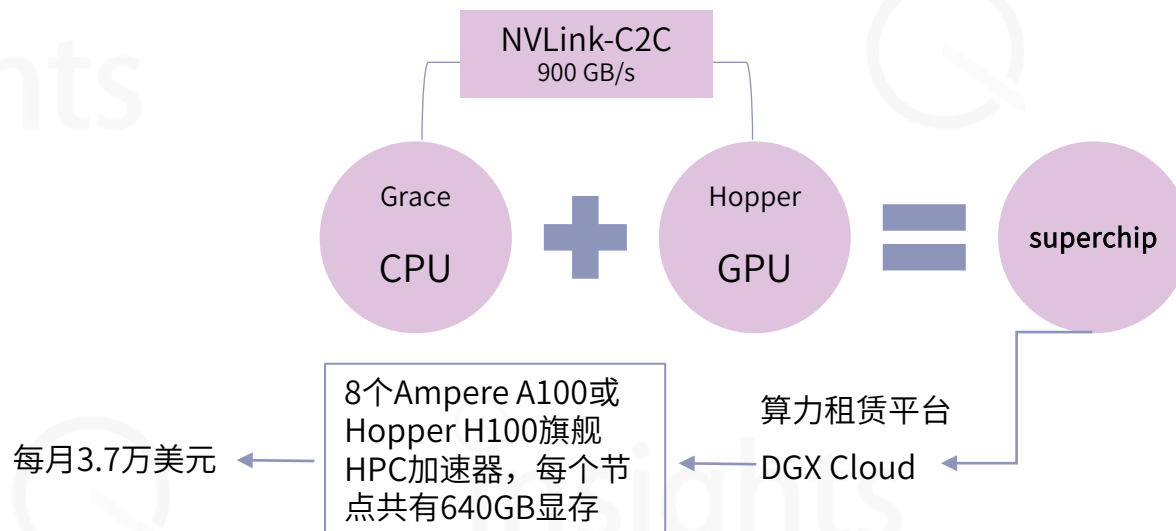 NVLink-C2C
900 GB/s
Grace
CPU
Hopper
GPU
superchip
算力租赁平台
DGX Cloud
8个Ampere A100或
Hopper H100旗舰
HPC加速器，每个节
点共有640GB显存
每月3.7万美元
nts
insights